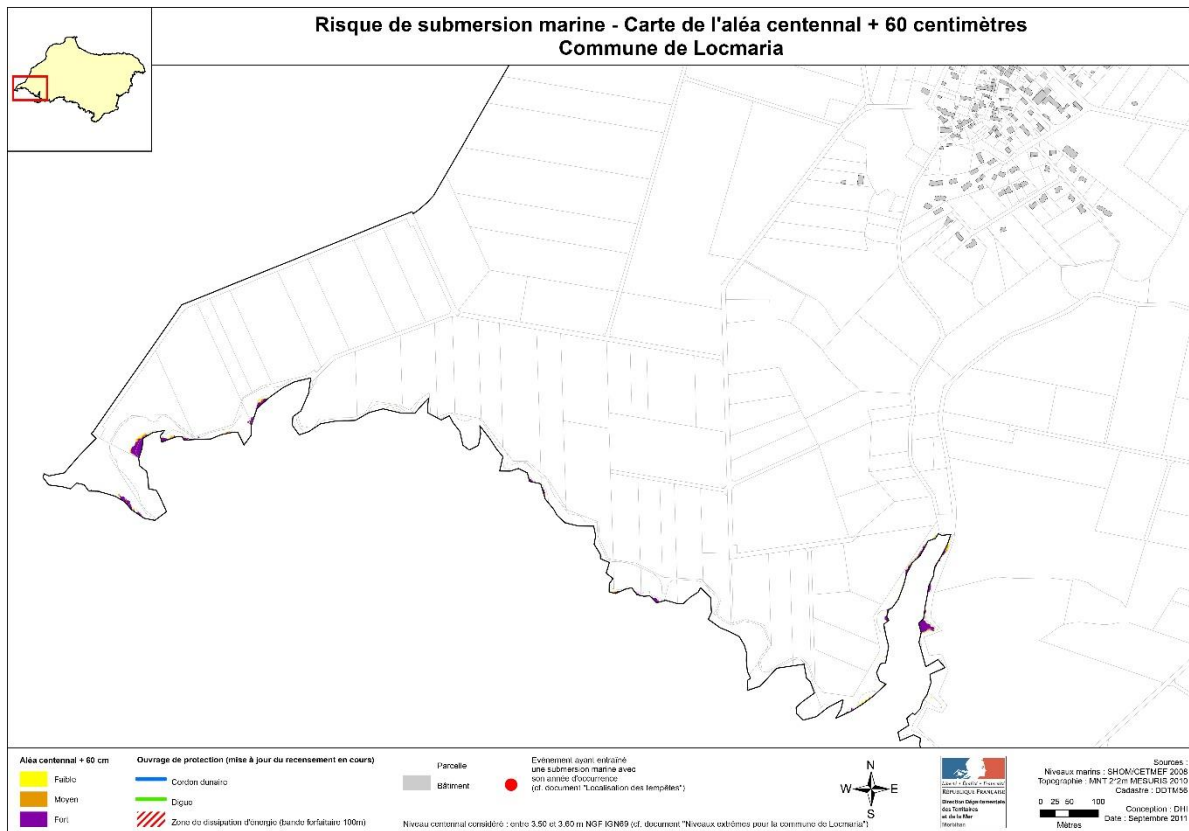 Risque de submersion marine - Carte de l'aléa centennal + 60 centimètres
Commune de Locmaria
Aléa centennal + 60 cm
Faible
Moyen
Fort
Ouvrage de protection (mise à jour du recensement en cours)
Cordon dunaire
Digue
Zone de dissipation d'énergie (bande forfaitaire 100m)
Parcelle
Bâtiment
Evènement ayant entraîné
une submersion marine avec
son année d'occurrence
(cf. document "Localisation des tempêtes")
Niveau centennal considéré : entre 3.50 et 3.60 m NGF IGN69 (cf. document "Niveaux extrêmes pour la commune de Locmaria")
N
W
E
S
Liberté • Égalité • Fraternité
RÉPUBLIQUE FRANÇAISE
Direction Départementale
des Territoires
et de la Mer
Morbihan
Sources :
Niveaux marins : SHOM/CETMEF 2008
Topographie : MNT 2*2m MESURIS 2010
Cadastre : DDTM56
0 25 50 100
Mètres
Conception : DHI
Date : Septembre 2011